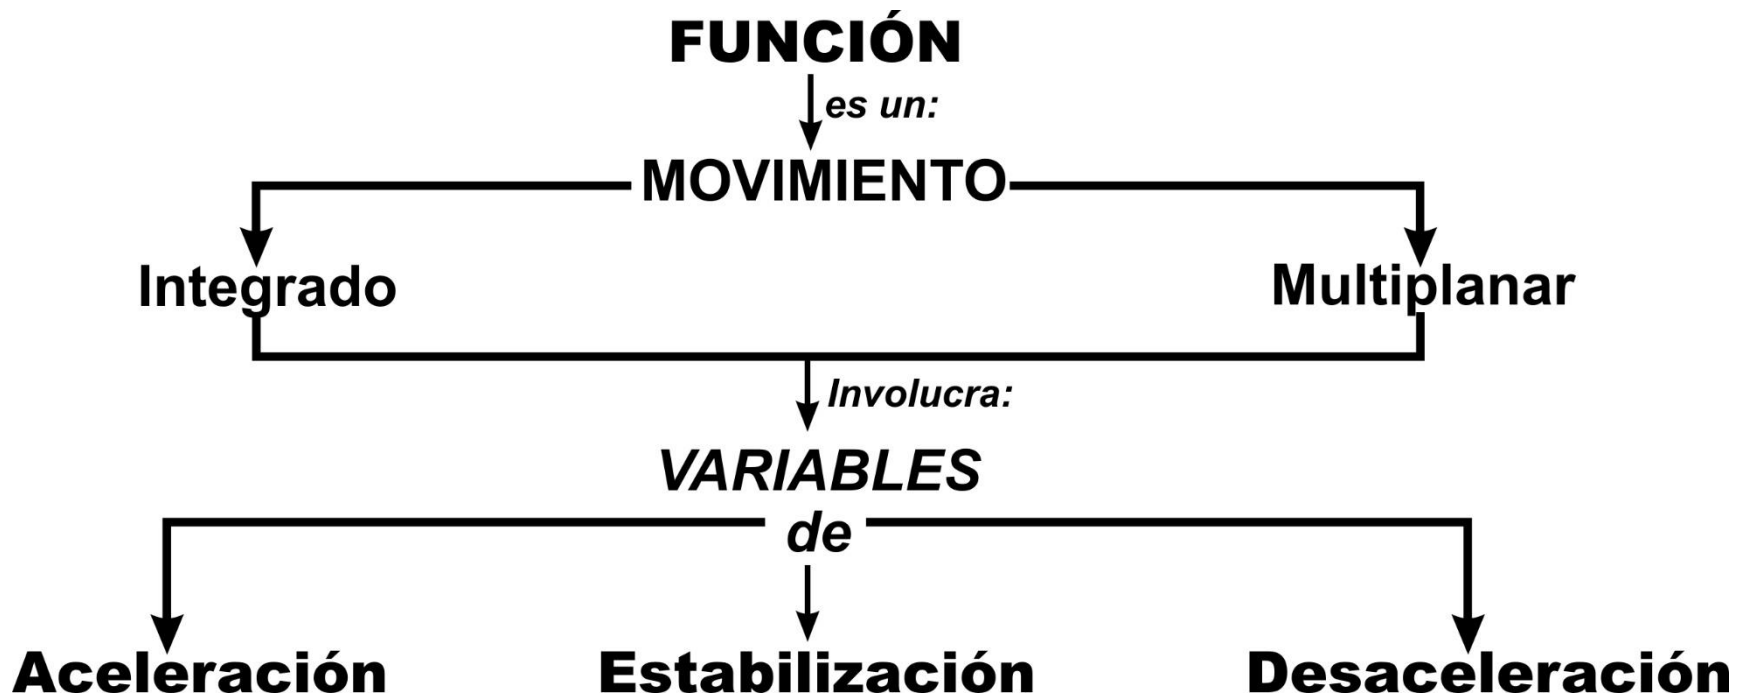 FUNCIÓN
es un:
MOVIMIENTO
Integrado
Multiplanar
Involucra:
VARIABLES
de
Aceleración
Estabilización
Desaceleración